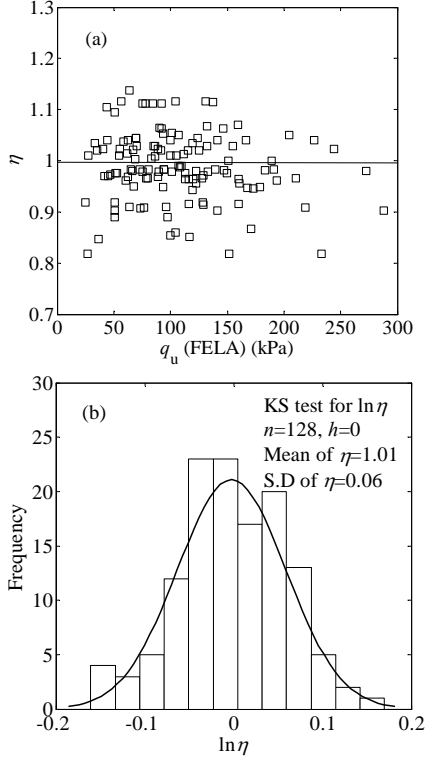 (a)
1.3
1.2
1.1
1
0.9
0.8
0.7
η
0 50 100 150 200 250 300
qu (FELA) (kPa)
(b)
KS test for lnη
n=128, h=0
Mean of η=1.01
S.D of η=0.06
30
25
20
15
10
5
0
Frequency
-0.2 -0.1 0 0.1 0.2
lnη